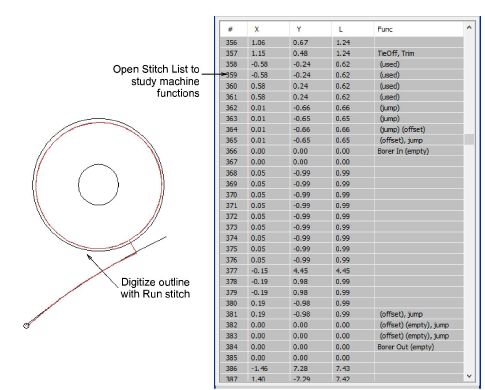 Open Stitch List to
study machine
functions
Digitize outline
with Run stitch
# X Y L Func
356 1.06 0.67 1.24
357 1.15 0.48 1.24 TieOff, Trim
358 -0.58 -0.24 0.62 (used)
359 -0.58 -0.24 0.62 (used)
360 0.58 0.24 0.62 (used)
361 0.58 0.24 0.62 (used)
362 0.01 -0.66 0.66 (jump)
363 0.01 -0.65 0.65 (jump)
364 0.01 -0.66 0.66 (jump) (offset)
365 0.01 -0.65 0.65 (offset), jump
366 0.00 0.00 0.00 Borer In (empty)
367 0.00 0.00 0.00
368 0.05 -0.99 0.99
369 0.05 -0.99 0.99
370 0.05 -0.99 0.99
371 0.05 -0.99 0.99
372 0.05 -0.99 0.99
373 0.05 -0.99 0.99
374 0.05 -0.99 0.99
375 0.05 -0.99 0.99
376 0.05 -0.99 0.99
377 -0.15 4.45 4.45
378 -0.19 0.98 0.99
379 -0.19 0.98 0.99
380 0.19 -0.98 0.99
381 0.19 -0.98 0.99 (offset), jump
382 0.00 0.00 0.00 (offset) (empty), jump
383 0.00 0.00 0.00 (offset) (empty), jump
384 0.00 0.00 0.00 Borer Out (empty)
385 0.00 0.00 0.00
386 -1.46 7.28 7.43
387 1.40 -7.29 7.42